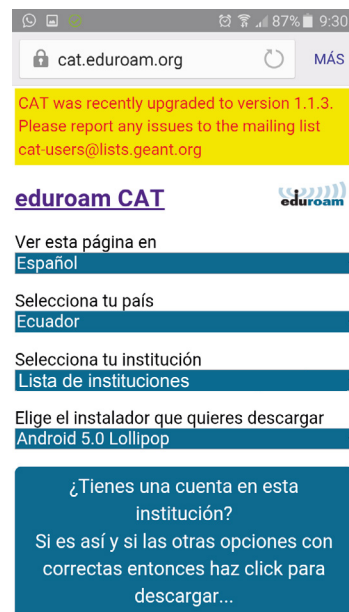 87% 9:30
cat.eduroam.org
MÁS
CAT was recently upgraded to version 1.1.3.
Please report any issues to the mailing list
cat-users@lists.geant.org
eduroam CAT
eduroam
Ver esta página en
Español
Selecciona tu país
Ecuador
Selecciona tu institución
Lista de instituciones
Elige el instalador que quieres descargar
Android 5.0 Lollipop
¿Tienes una cuenta en esta
institución?
Si es así y si las otras opciones con
correctas entonces haz click para
descargar...